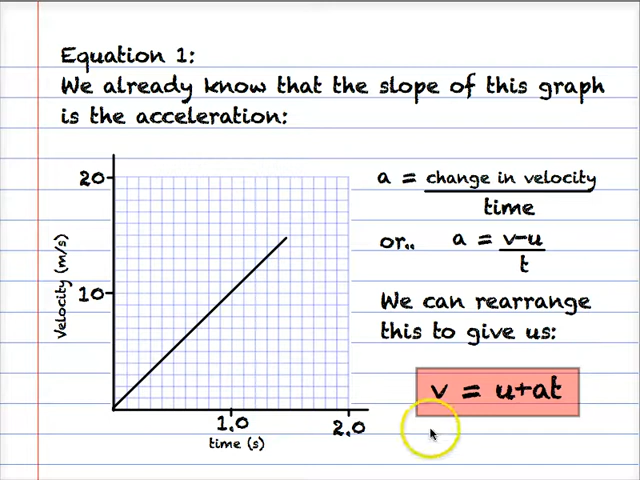 Equation 1:
We already know that the slope of this graph
is the acceleration:
20
10
Velocity (m/s)
1.0
2.0
time (s)
a = change in velocity
time
or.. a = v-u
t
We can rearrange
this to give us:
v = u+at